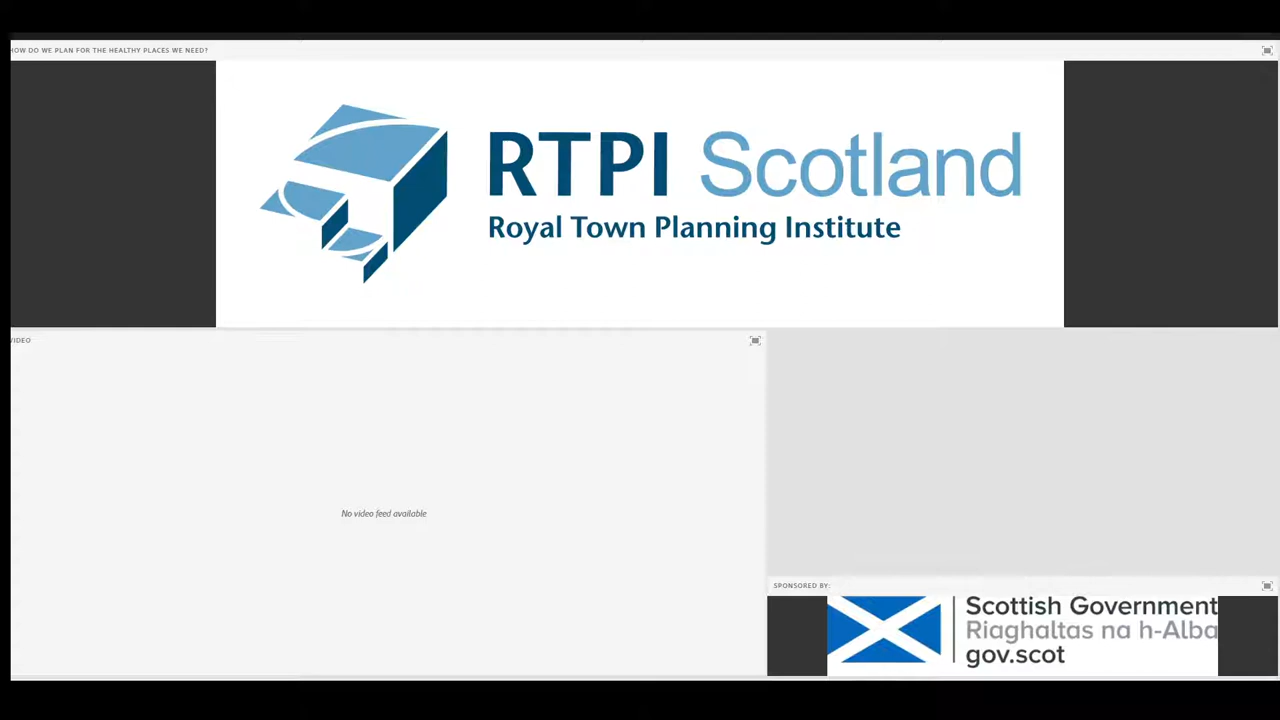 HOW DO WE PLAN FOR THE HEALTHY PLACES WE NEED?
RTPI Scotland
Royal Town Planning Institute
VIDEO
No video feed available
SPONSORED BY:
Scottish Government
Riaghaltas na h-Alba
gov.scot